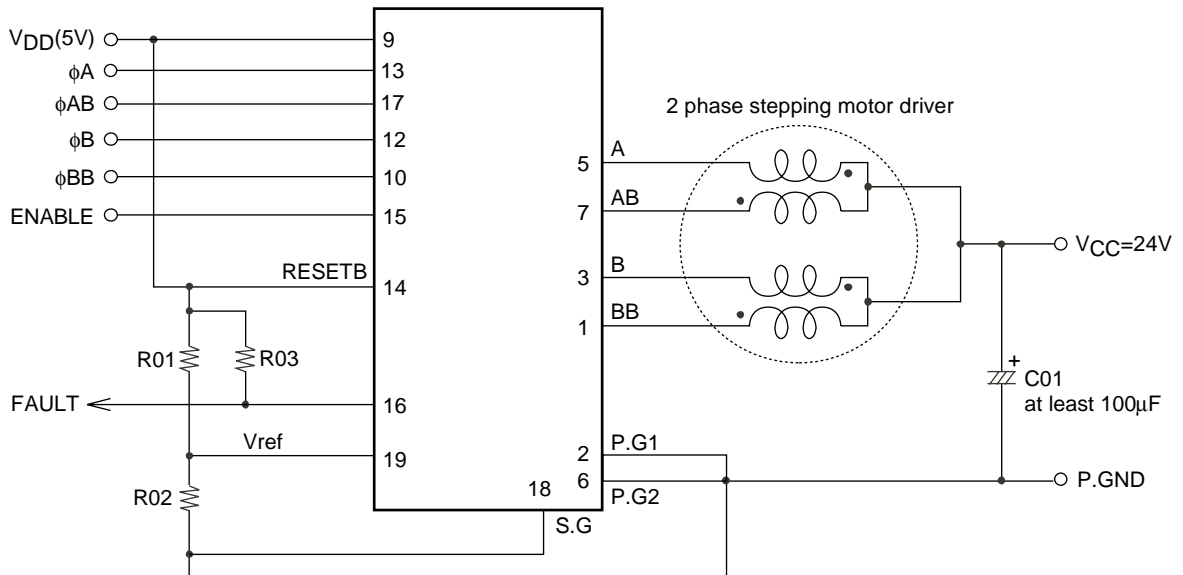 VDD(5V)
ϕA
ϕAB
ϕB
ϕBB
ENABLE
RESETB
R01
R03
FAULT
Vref
R02
9
13
17
12
10
15
14
16
19
18
S.G
5
7
3
1
2
6
A
AB
B
BB
P.G1
P.G2
2 phase stepping motor driver
VCC=24V
+
C01
at least 100µF
P.GND